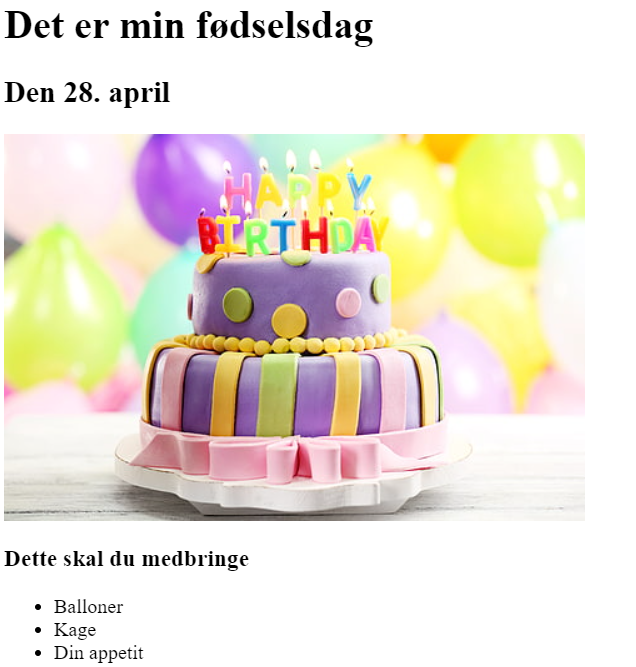 Det er min fødselsdag
Den 28. april
HAPPY
BIRTHDAY
Dette skal du medbringe
Balloner
Kage
Din appetit